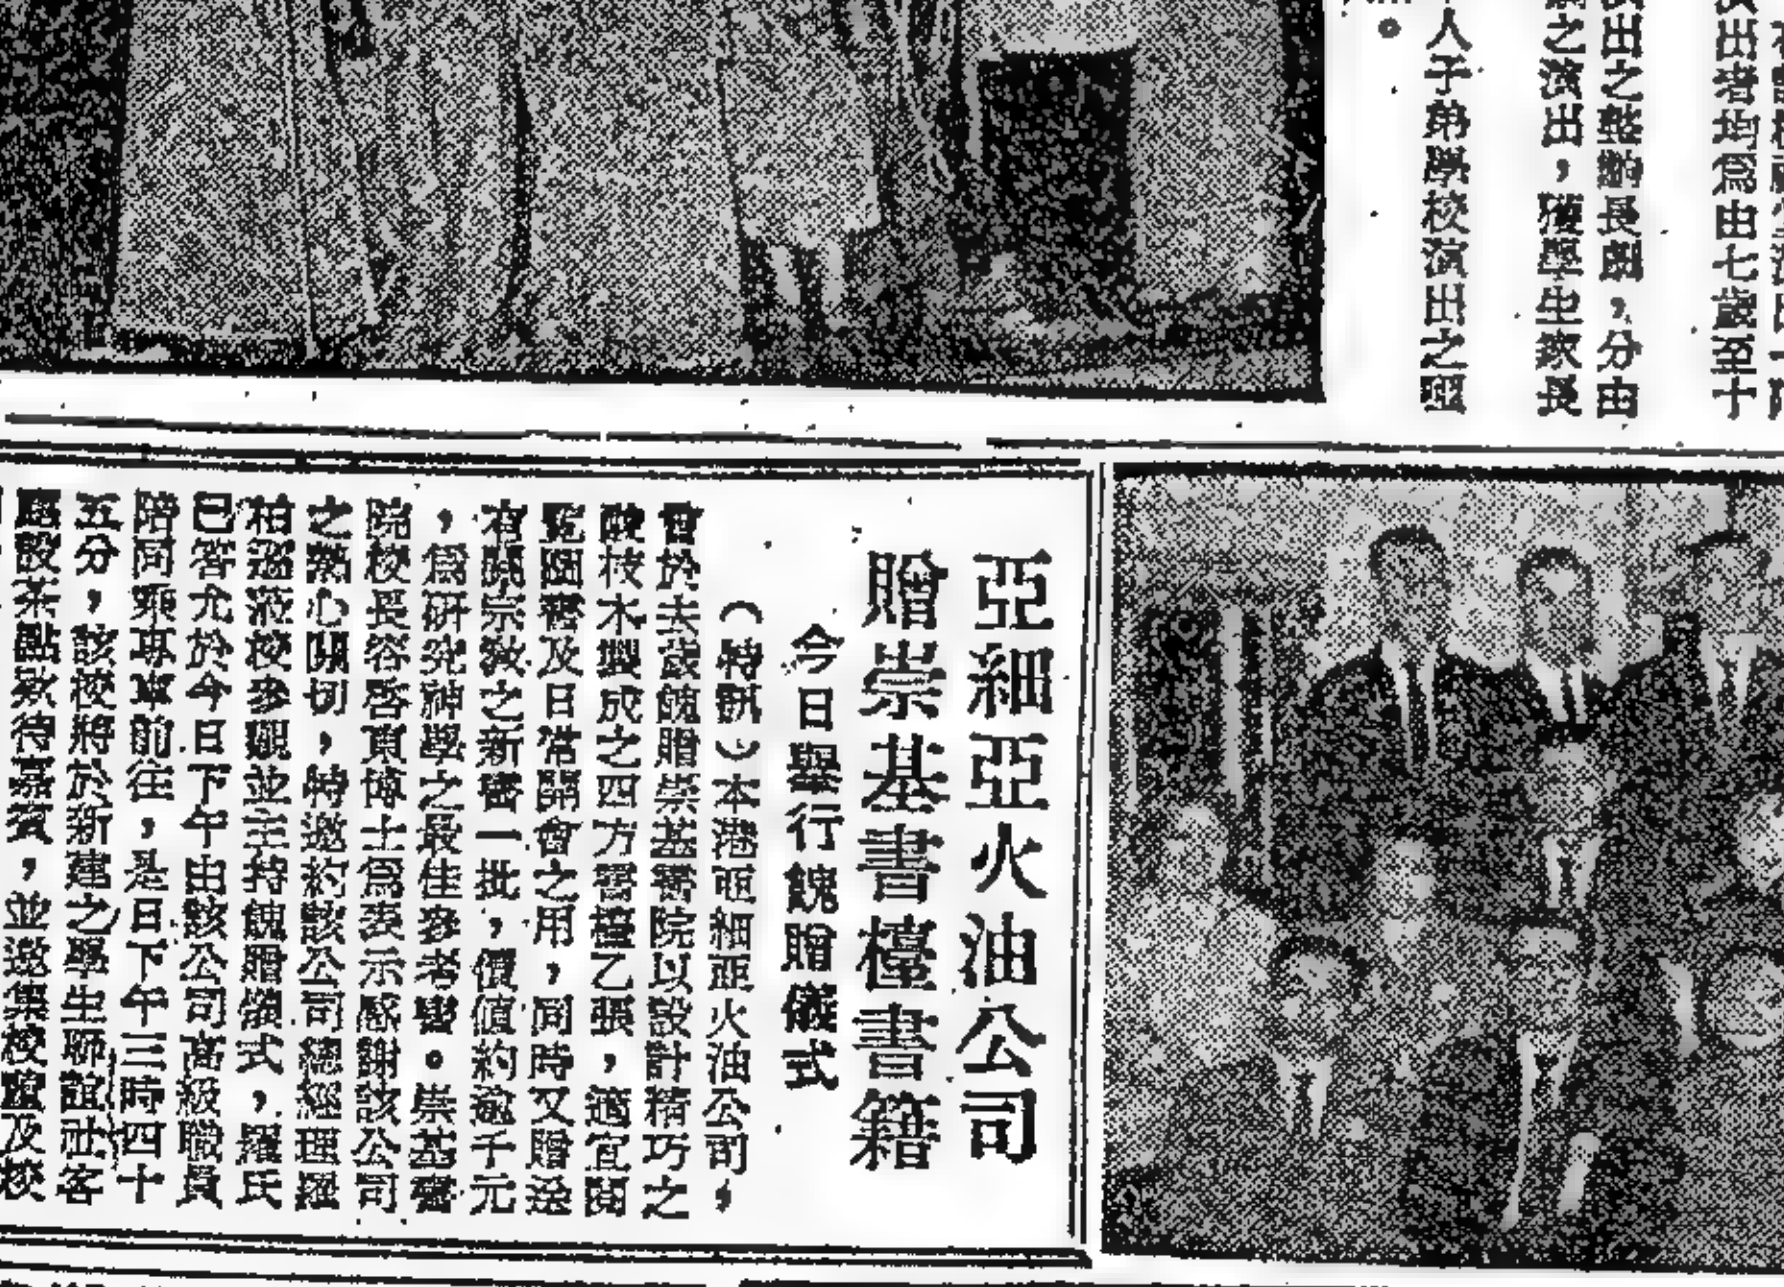 演出者均爲由七歲至十
出之整齣長劇，分由
之演出，獲學生家長
人子弟學校演出之
亞細亞火油公司
贈崇基書檯書籍
今日舉行餽贈儀式
（特訊）本港亞細亞火油公司，
曾於去歲餽贈崇基書院以設計精巧之
枝木製成之四方書檯乙張，適宜閱
覽圖書及日常開會之用，同時又贈送
有關宗教之新書一批，價值約逾千元
，爲研究神學之最佳參考書。崇基書
院校長容啓東博士爲表示感謝該公司
之熱心關切，特邀約該公司總經理羅
柏蒞校參觀並主持餽贈儀式，羅氏
已答允於今日下午由該公司高級職員
陪同乘專車前往，是日下午三時四十
五分，該校將於新建之學生聯誼社客
廳設茶點欵待嘉賓，並邀集校董及校